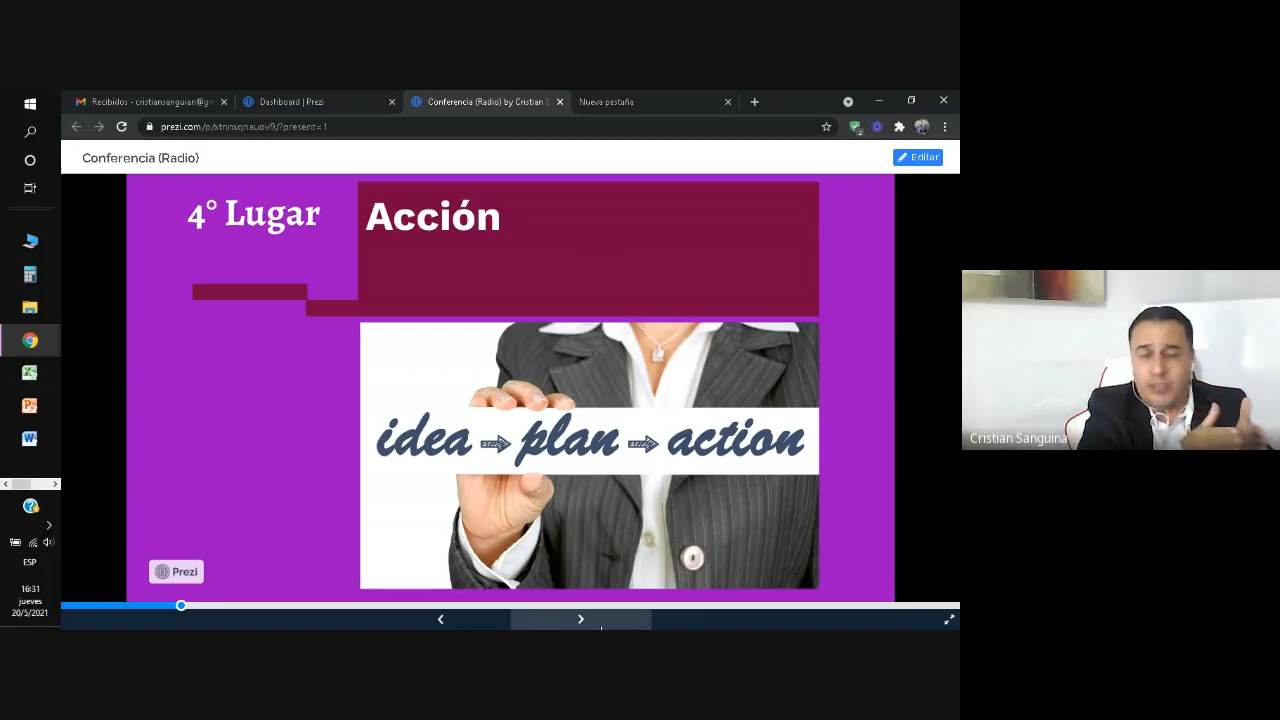 Recibidos - cristiansanguian@gm
Dashboard | Prezi
Conferencia (Radio) by Cristian S
Nueva pestaña
prezi.com/p/xtnnxqnauov9/?present=1
Conferencia (Radio)
Editar
4° Lugar
Acción
idea plan action
Prezi
Cristian Sanguina
ESP
16:31
jueves
20/5/2021